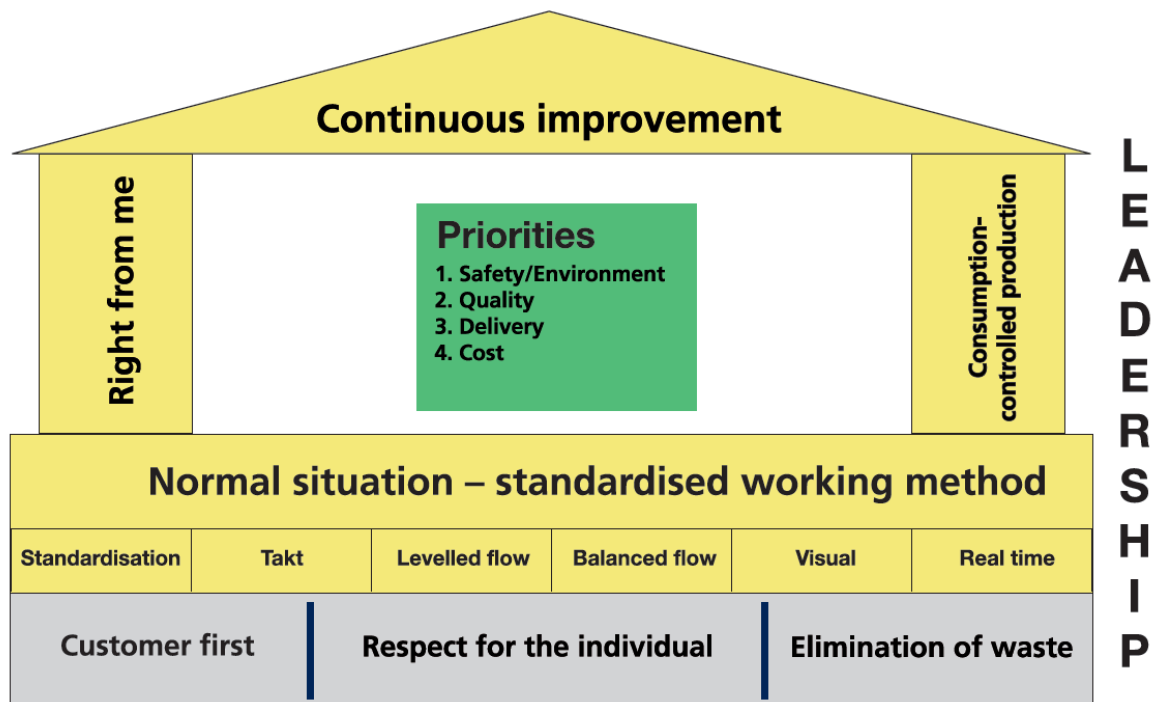 Continuous improvement
Right from me
Priorities
1. Safety/Environment
2. Quality
3. Delivery
4. Cost
Consumption-
controlled production
LEADERSHIP
Normal situation – standardised working method
Standardisation Takt Levelled flow Balanced flow Visual Real time
Customer first Respect for the individual Elimination of waste